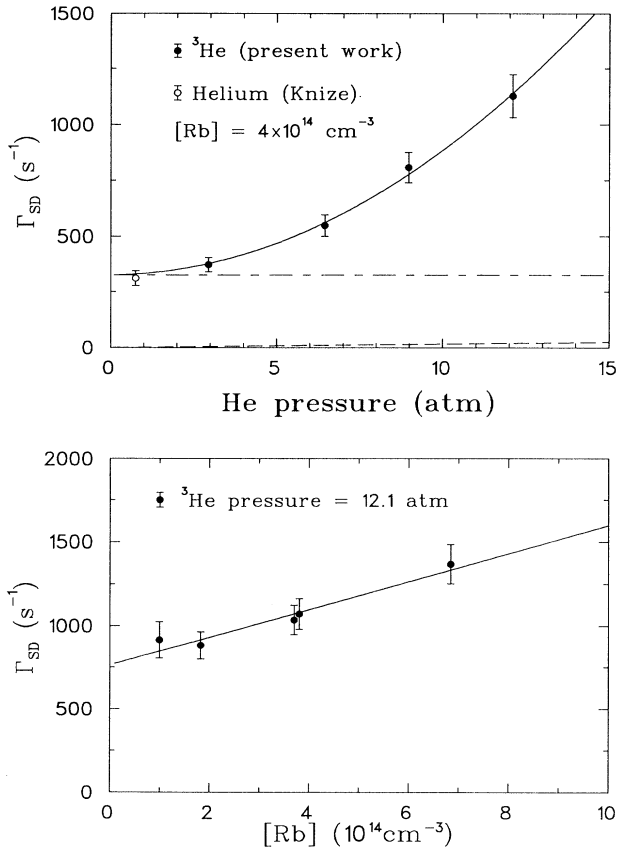 1500
1000
500
0
Γ_SD (s⁻¹)
³He (present work)
Helium (Knize).
[Rb] = 4×10¹⁴ cm⁻³
0 5 10 15
He pressure (atm)
2000
1500
1000
500
0
Γ_SD (s⁻¹)
³He pressure = 12.1 atm
0 2 4 6 8 10
[Rb] (10¹⁴cm⁻³)